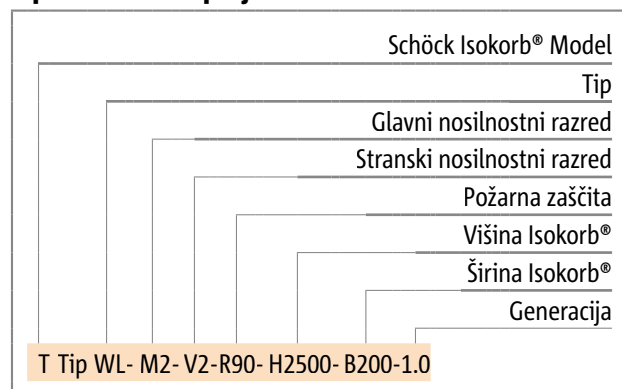 Schöck Isokorb® Model
Tip
Glavni nosilnostni razred
Stranski nosilnostni razred
Požarna zaščita
Višina Isokorb®
Širina Isokorb®
Generacija
T Tip WL- M2- V2-R90- H2500- B200-1.0